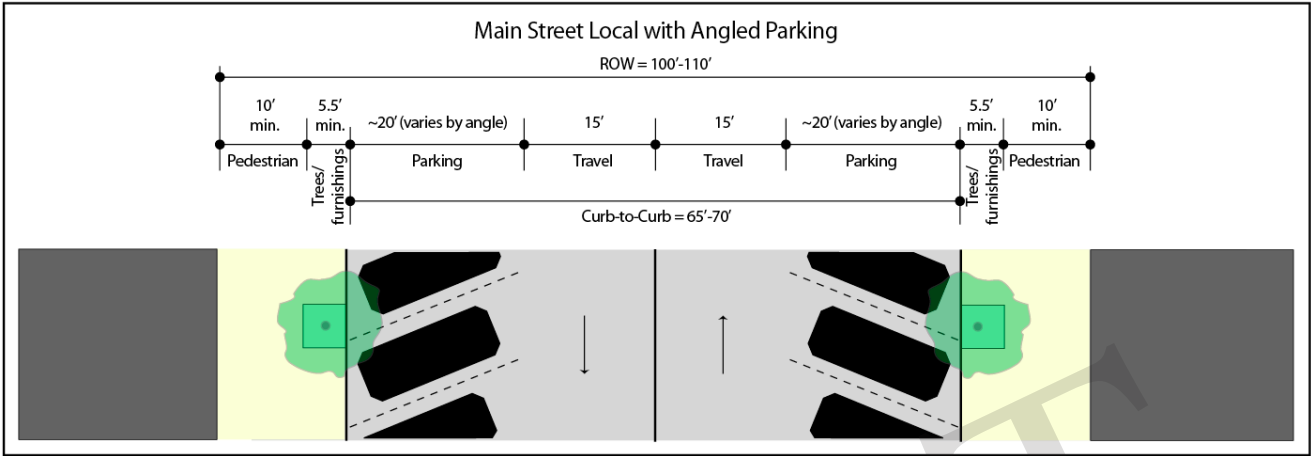 Main Street Local with Angled Parking
ROW = 100’-110’
10’
min.
5.5’
min.
~20’ (varies by angle)
15’
15’
~20’ (varies by angle)
5.5’
min.
10’
min.
Pedestrian
Trees/
furnishings
Parking
Travel
Travel
Parking
Trees/
furnishings
Pedestrian
Curb-to-Curb = 65’-70’
T